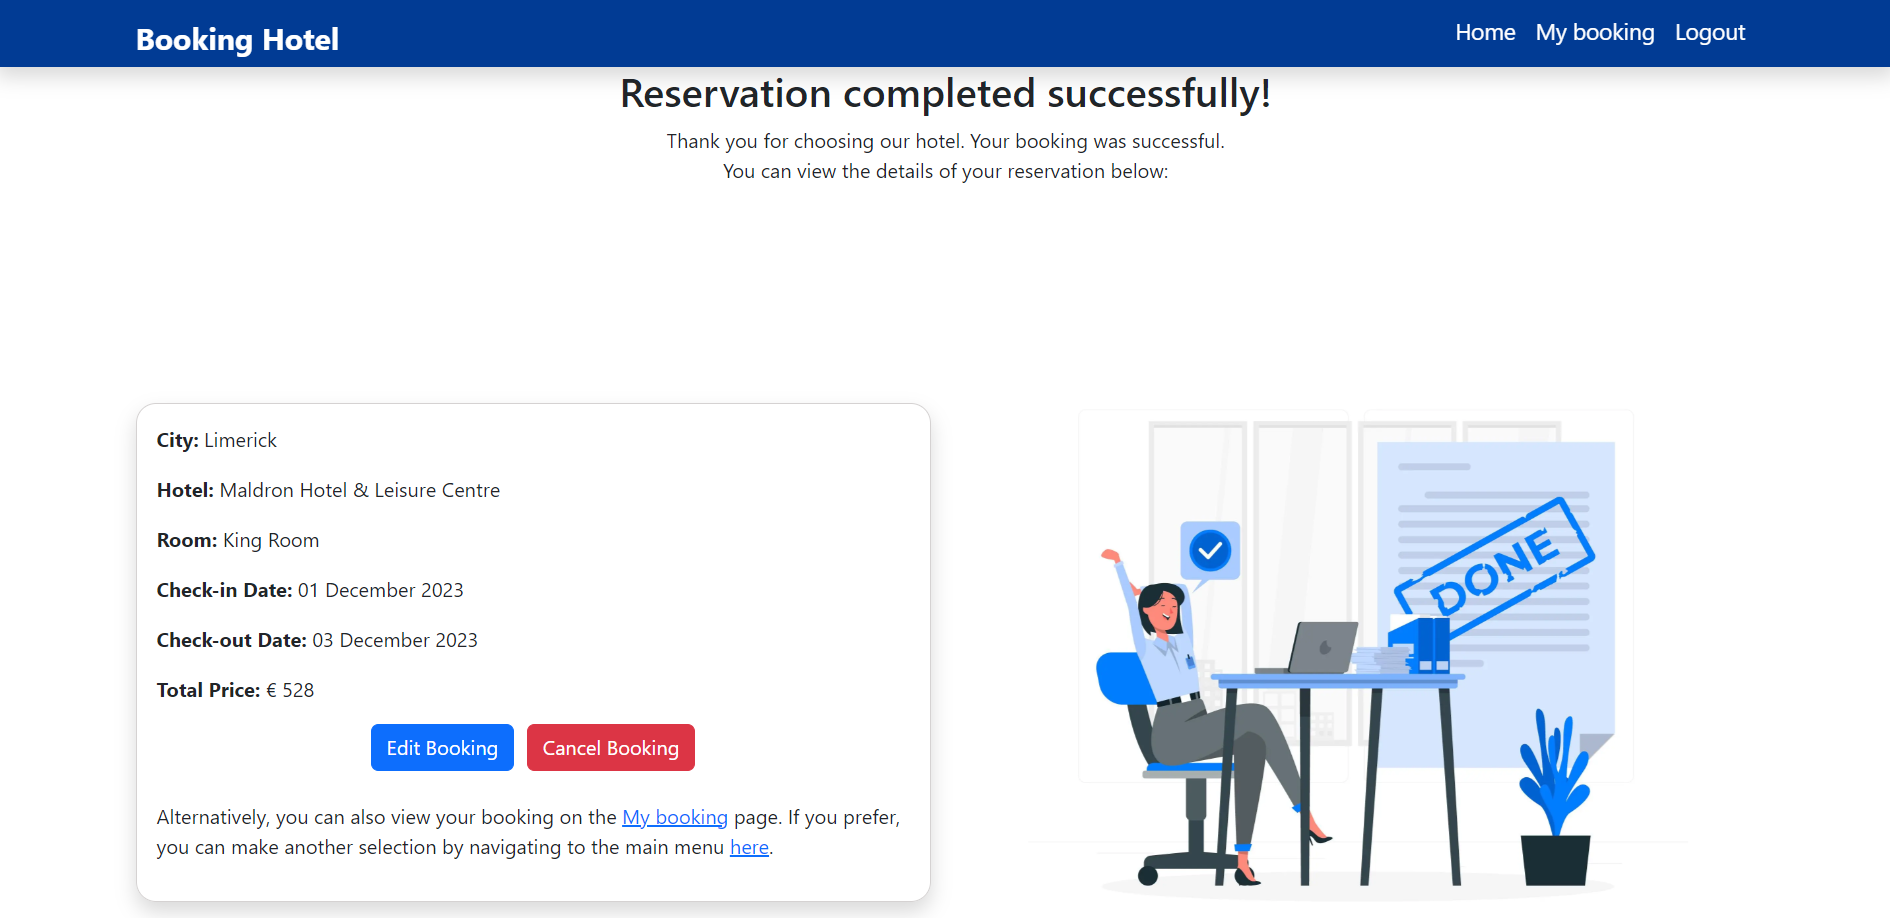 Booking Hotel
Home My booking Logout
Reservation completed successfully!
Thank you for choosing our hotel. Your booking was successful.
You can view the details of your reservation below:
City: Limerick
Hotel: Maldron Hotel & Leisure Centre
Room: King Room
Check-in Date: 01 December 2023
Check-out Date: 03 December 2023
Total Price: € 528
Edit Booking Cancel Booking
Alternatively, you can also view your booking on the My booking page. If you prefer,
you can make another selection by navigating to the main menu here.
DONE